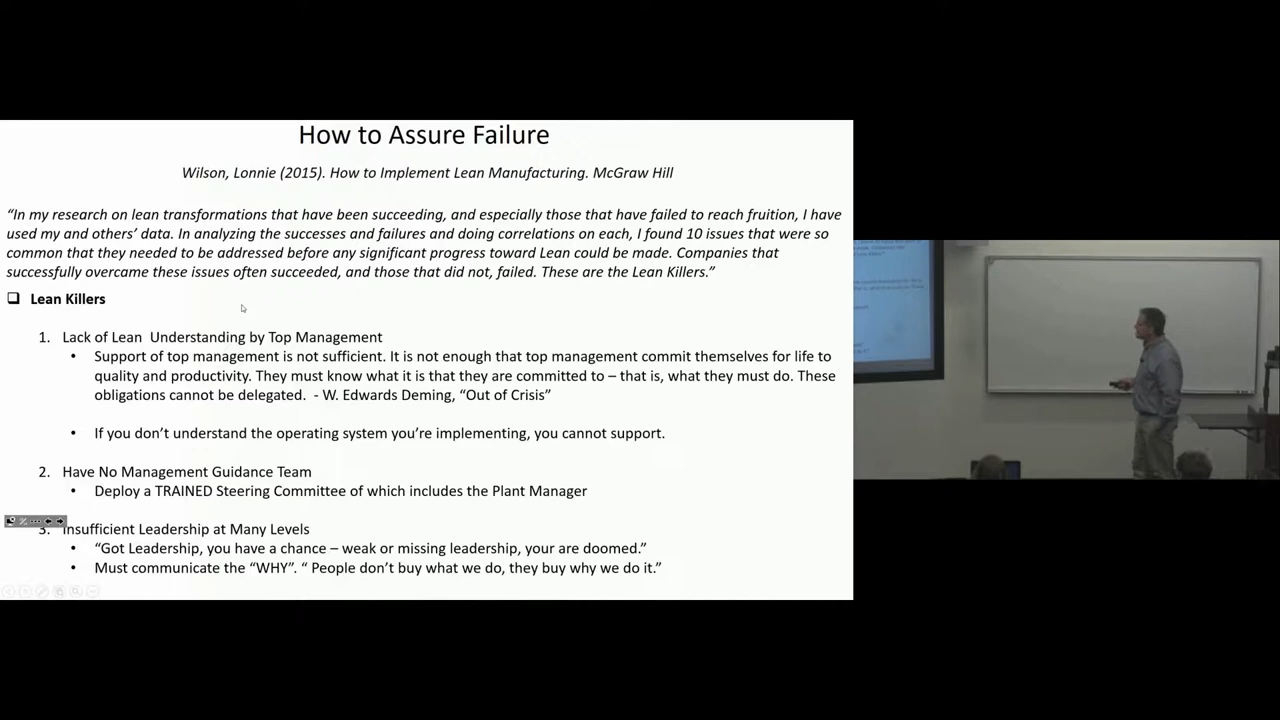 How to Assure Failure
Wilson, Lonnie (2015). How to Implement Lean Manufacturing. McGraw Hill
“In my research on lean transformations that have been succeeding, and especially those that have failed to reach fruition, I have
used my and others’ data. In analyzing the successes and failures and doing correlations on each, I found 10 issues that were so
common that they needed to be addressed before any significant progress toward Lean could be made. Companies that
successfully overcame these issues often succeeded, and those that did not, failed. These are the Lean Killers.”
Lean Killers
1. Lack of Lean Understanding by Top Management
• Support of top management is not sufficient. It is not enough that top management commit themselves for life to
quality and productivity. They must know what it is that they are committed to – that is, what they must do. These
obligations cannot be delegated. - W. Edwards Deming, “Out of Crisis”
• If you don’t understand the operating system you’re implementing, you cannot support.
2. Have No Management Guidance Team
• Deploy a TRAINED Steering Committee of which includes the Plant Manager
3. Insufficient Leadership at Many Levels
• “Got Leadership, you have a chance – weak or missing leadership, your are doomed.”
• Must communicate the “WHY”. “ People don’t buy what we do, they buy why we do it.”